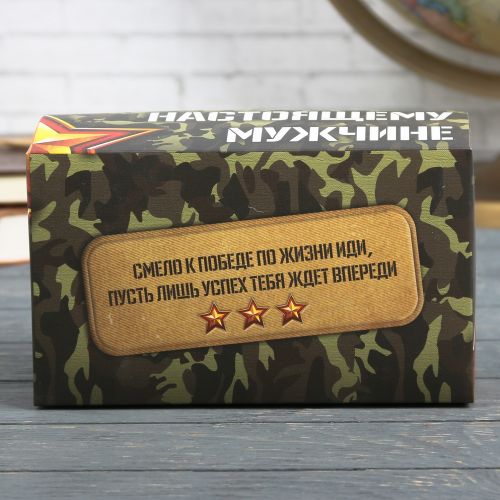 НАСТОЯЩЕМУ
МУЖЧИНЕ
СМЕЛО К ПОБЕДЕ ПО ЖИЗНИ ИДИ,
ПУСТЬ ЛИШЬ УСПЕХ ТЕБЯ ЖДЕТ ВПЕРЕДИ